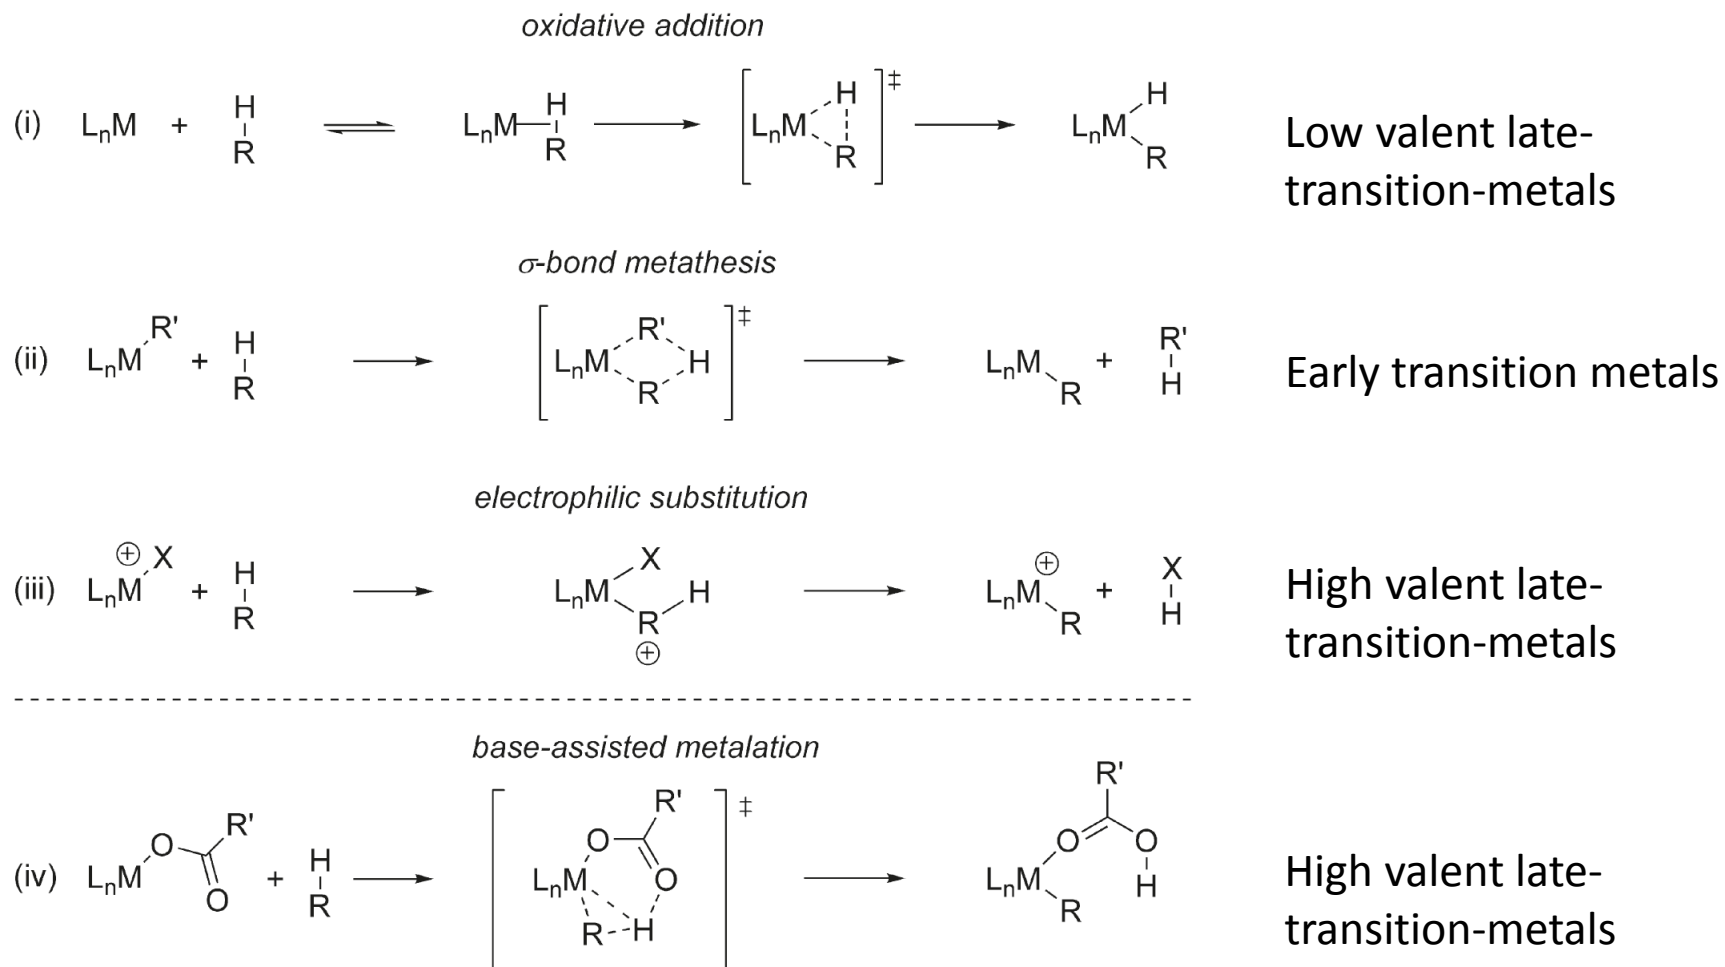 oxidative addition
(i) LₙM + H R LₙM H R [ LₙM H R ] ‡ LₙM H R Low valent late-
transition-metals
σ-bond metathesis
(ii) LₙM R' + H R [ LₙM R' H R ] ‡ LₙM R + R' H Early transition metals
electrophilic substitution
(iii) LₙM ⊕ X + H R LₙM X R H ⊕ LₙM ⊕ R + X H High valent late-
transition-metals
base-assisted metalation
(iv) LₙM O R' O + H R [ LₙM O R' O R H ] ‡ LₙM R' O O H R High valent late-
transition-metals